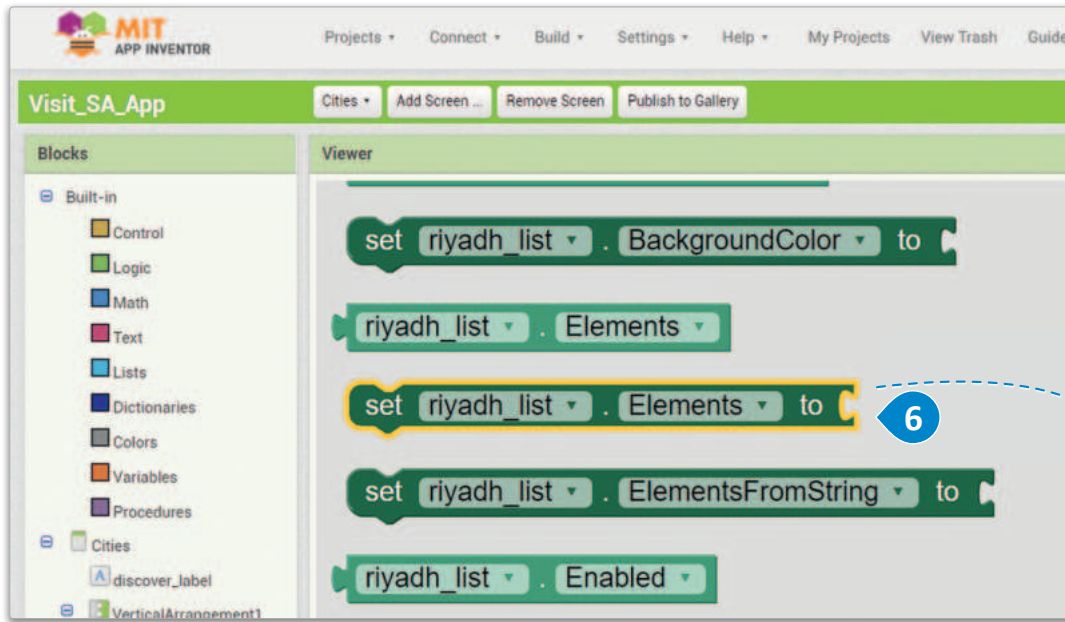 MIT
APP INVENTOR
Projects Connect Build Settings Help My Projects View Trash Guide
Visit_SA_App
Cities Add Screen ... Remove Screen Publish to Gallery
Blocks
Viewer
Built-in
Control
Logic
Math
Text
Lists
Dictionaries
Colors
Variables
Procedures
Cities
A discover_label
VerticalArrangement1
set riyadh_list . BackgroundColor to
riyadh_list . Elements
set riyadh_list . Elements to
6
set riyadh_list . ElementsFromString to
riyadh_list . Enabled